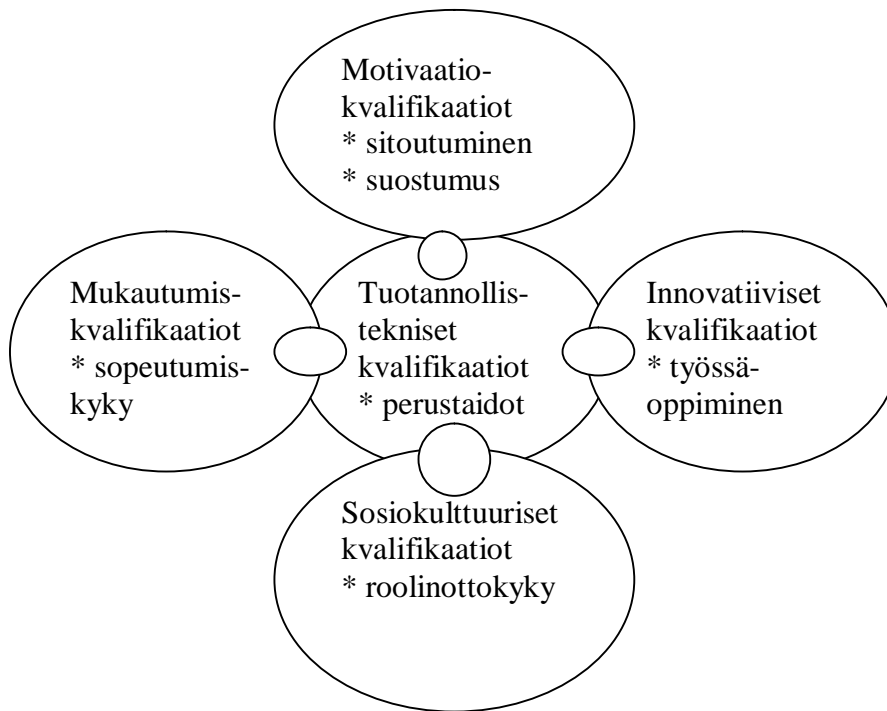 Motivaatio-
kvalifikaatiot
* sitoutuminen
* suostumus
Mukautumis-
kvalifikaatiot
* sopeutumis-
kyky
Tuotannollis-
tekniset
kvalifikaatiot
* perustaidot
Innovatiiviset
kvalifikaatiot
* työssä-
oppiminen
Sosiokulttuuriset
kvalifikaatiot
* roolinottokyky